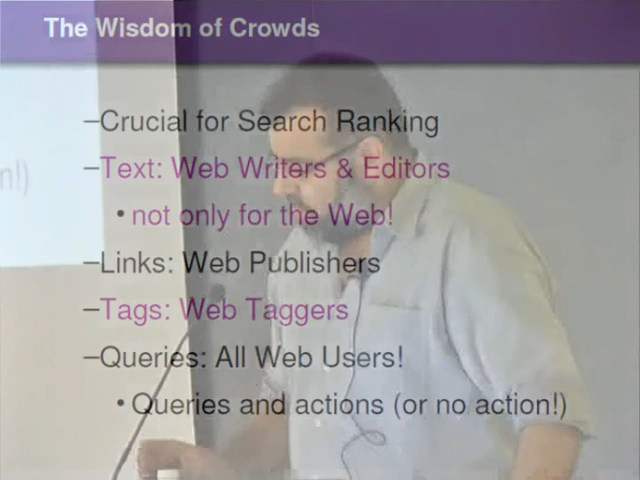 The Wisdom of Crowds
–Crucial for Search Ranking
–Text: Web Writers & Editors
•not only for the Web!
–Links: Web Publishers
–Tags: Web Taggers
–Queries: All Web Users!
•Queries and actions (or no action!)
n!)